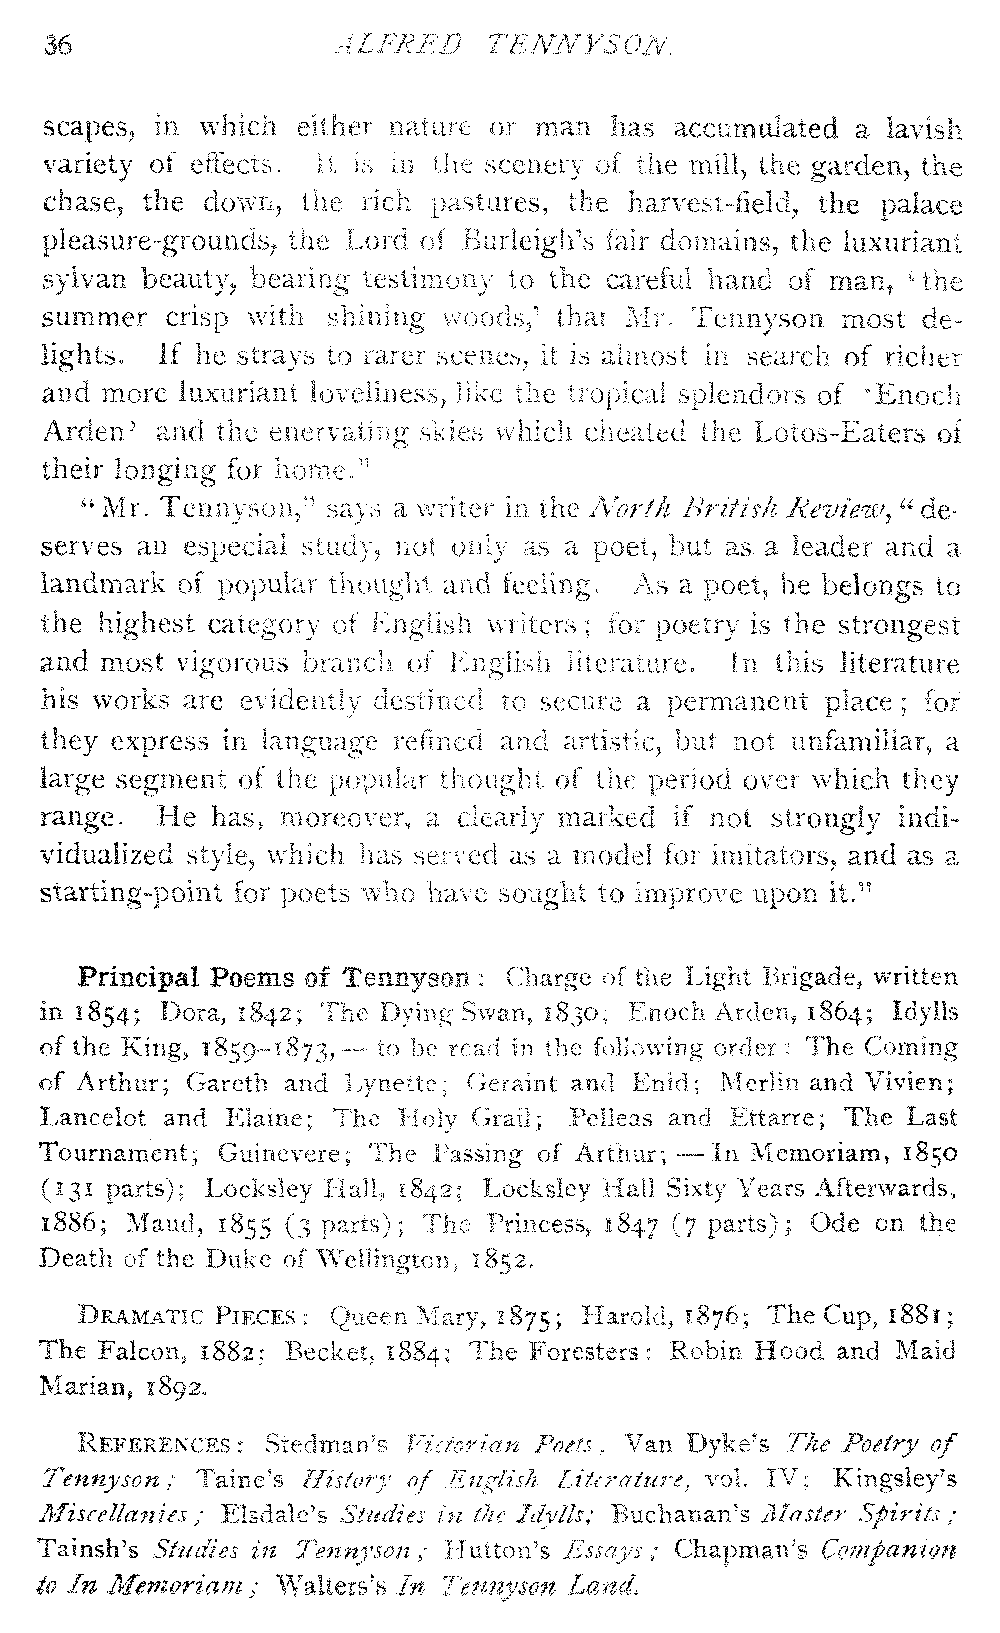 36 ALFRED TENNYSON.
scapes, in which either nature or man has accumulated a lavish
variety of effects. It is in the scenery of the mill, the garden, the
chase, the down, the rich pastures, the harvest-field, the palace
pleasure-grounds, the Lord of Burleigh's fair domains, the luxuriant
sylvan beauty, bearing testimony to the careful hand of man, 'the
summer crisp with shining woods,' that Mr. Tennyson most de-
lights. If he strays to rarer scenes, it is almost in search of richer
and more luxuriant loveliness, like the tropical splendors of 'Enoch
Arden' and the enervating skies which cheated the Lotos-Eaters of
their longing for home."
"Mr. Tennyson," says a writer in the North British Review, "de-
serves an especial study, not only as a poet, but as a leader and a
landmark of popular thought and feeling. As a poet, he belongs to
the highest category of English writers; for poetry is the strongest
and most vigorous branch of English literature. In this literature
his works are evidently destined to secure a permanent place; for
they express in language refined and artistic, but not unfamiliar, a
large segment of the popular thought of the period over which they
range. He has, moreover, a clearly marked if not strongly indi-
vidualized style, which has served as a model for imitators, and as a
starting-point for poets who have sought to improve upon it."
Principal Poems of Tennyson: Charge of the Light Brigade, written
in 1854; Dora, 1842; The Dying Swan, 1830; Enoch Arden, 1864; Idylls
of the King, 1859–1873, — to be read in the following order: The Coming
of Arthur; Gareth and Lynette; Geraint and Enid; Merlin and Vivien;
Lancelot and Elaine; The Holy Grail; Pelleas and Ettarre; The Last
Tournament; Guinevere; The Passing of Arthur; — In Memoriam, 1850
(131 parts); Locksley Hall, 1842; Locksley Hall Sixty Years Afterwards,
1886; Maud, 1855 (3 parts); The Princess, 1847 (7 parts); Ode on the
Death of the Duke of Wellington, 1852.
DRAMATIC PIECES: Queen Mary, 1875; Harold, 1876; The Cup, 1881;
The Falcon, 1882; Becket, 1884; The Foresters: Robin Hood and Maid
Marian, 1892.
REFERENCES: Stedman's Victorian Poets. Van Dyke's The Poetry of
Tennyson; Taine's History of English Literature, vol. IV; Kingsley's
Miscellanies; Elsdale's Studies in the Idylls; Buchanan's Master Spirits;
Tainsh's Studies in Tennyson; Hutton's Essays; Chapman's Companion
to In Memoriam; Walters's In Tennyson Land.